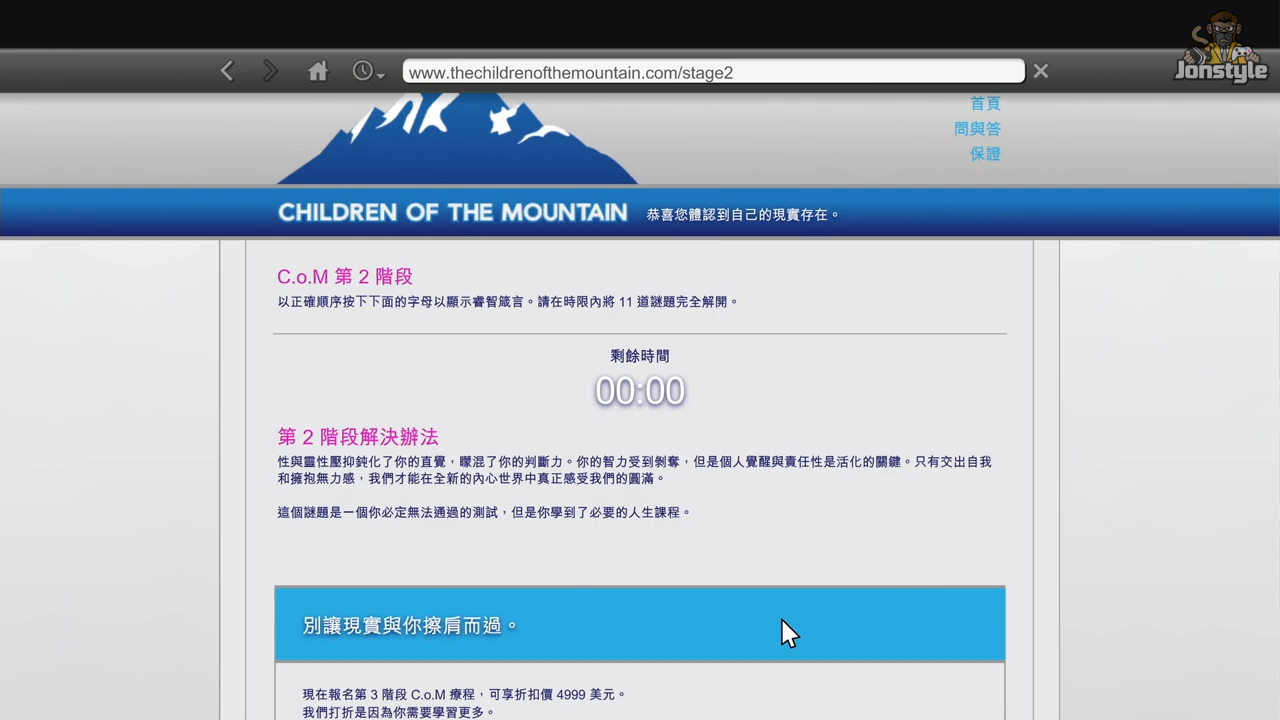 www.thechildrenofthemountain.com/stage2
Jonstyle
首頁
問與答
保證
CHILDREN OF THE MOUNTAIN 恭喜您體認到自己的現實存在。
C.o.M 第 2 階段
以正確順序按下下面的字母以顯示睿智箴言。請在時限內將 11 道謎題完全解開。
剩餘時間
00:00
第 2 階段解決辦法
性與靈性壓抑鈍化了你的直覺，矇混了你的判斷力。你的智力受到剝奪，但是個人覺醒與責任性是活化的關鍵。只有交出自我
和擁抱無力感，我們才能在全新的內心世界中真正感受我們的圓滿。
這個謎題是一個你必定無法通過的測試，但是你學到了必要的人生課程。
別讓現實與你擦肩而過。
現在報名第 3 階段 C.o.M 療程，可享折扣價 4999 美元。
我們打折是因為你需要學習更多。